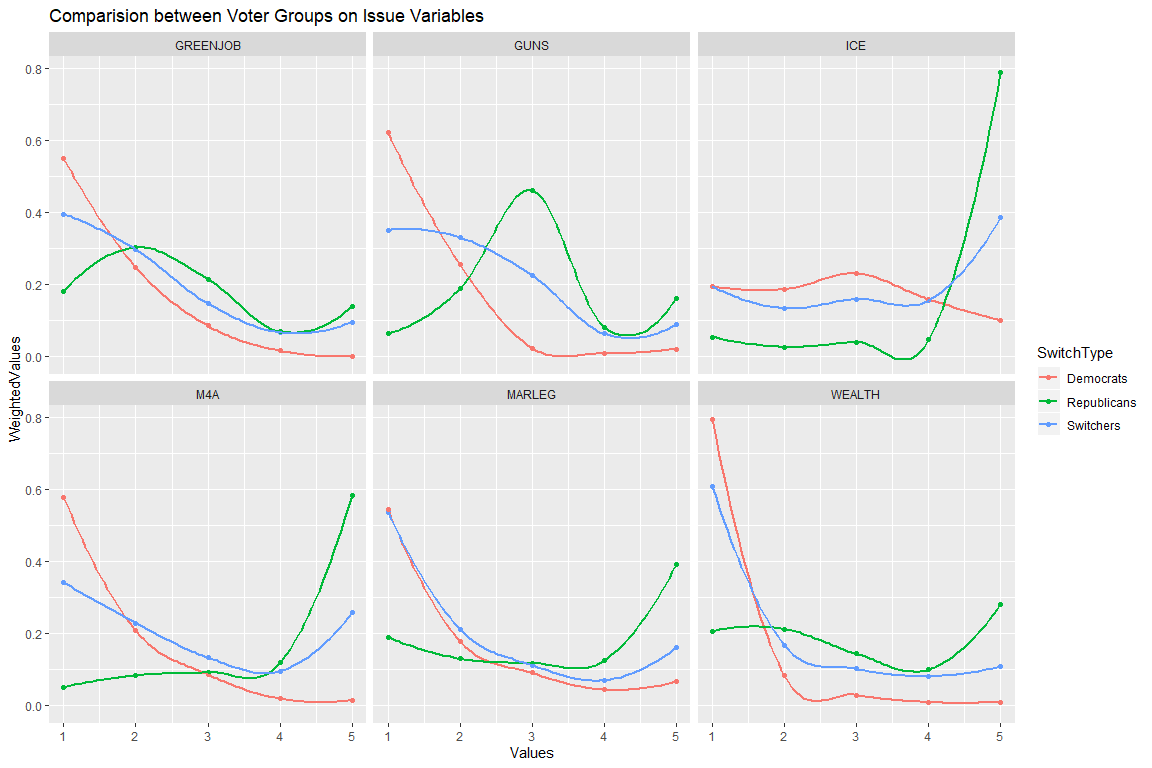 Comparision between Voter Groups on Issue Variables
GREENJOB
GUNS
ICE
0.8
0.6
0.4
0.2
0.0
M4A
MARLEG
WEALTH
0.8
0.6
0.4
0.2
0.0
1 2 3 4 5
1 2 3 4 5
1 2 3 4 5
Values
WeightedValues
SwitchType
Democrats
Republicans
Switchers